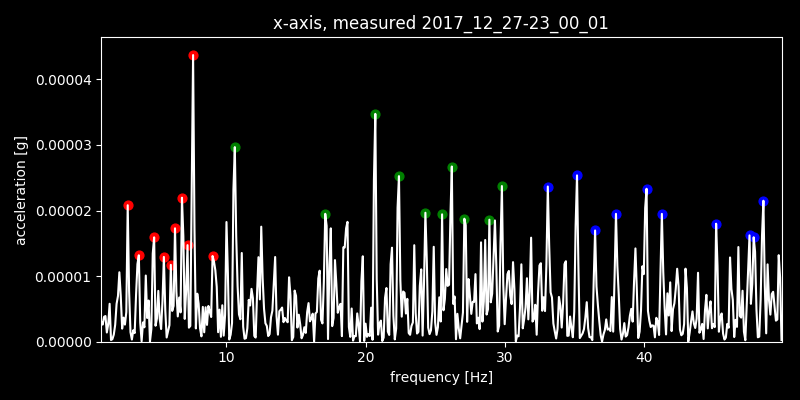 x-axis, measured 2017_12_27-23_00_01
acceleration [g]
0.00004
0.00003
0.00002
0.00001
0.00000
10 20 30 40
frequency [Hz]